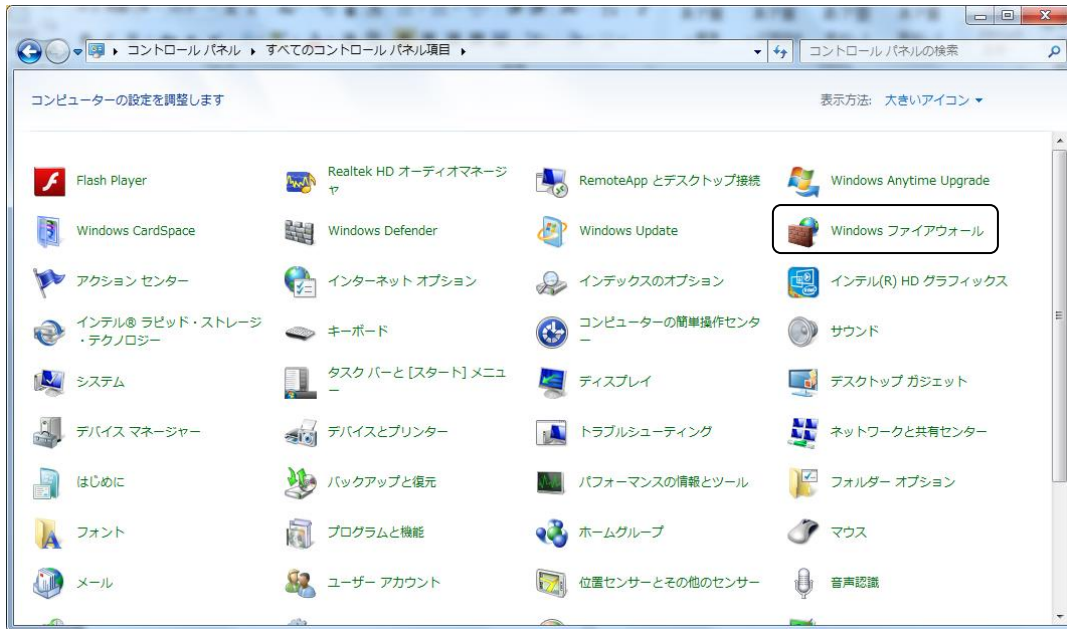 コントロール パネル ▸ すべてのコントロール パネル項目 ▸
コントロール パネルの検索
コンピューターの設定を調整します
表示方法: 大きいアイコン
Flash Player
Realtek HD オーディオマネージ
ャ
RemoteApp とデスクトップ接続
Windows Anytime Upgrade
Windows CardSpace
Windows Defender
Windows Update
Windows ファイアウォール
アクション センター
インターネット オプション
インデックスのオプション
インテル(R) HD グラフィックス
インテル® ラピッド・ストレージ
・テクノロジー
キーボード
コンピューターの簡単操作センタ
ー
サウンド
システム
タスク バーと [スタート] メニュ
ー
ディスプレイ
デスクトップ ガジェット
デバイス マネージャー
デバイスとプリンター
トラブルシューティング
ネットワークと共有センター
はじめに
バックアップと復元
パフォーマンスの情報とツール
フォルダー オプション
フォント
プログラムと機能
ホームグループ
マウス
メール
ユーザー アカウント
位置センサーとその他のセンサー
音声認識